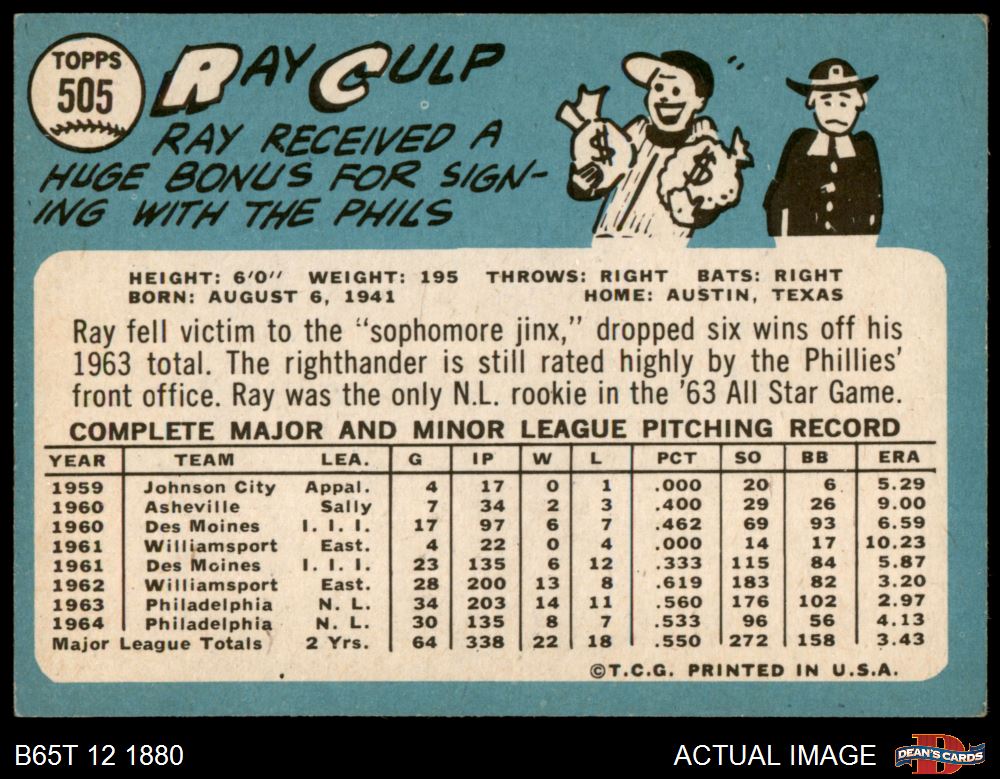 TOPPS
505
RAY CULP
RAY RECEIVED A
HUGE BONUS FOR SIGN-
ING WITH THE PHILS
$ $
HEIGHT: 6'0" WEIGHT: 195 THROWS: RIGHT BATS: RIGHT
BORN: AUGUST 6, 1941 HOME: AUSTIN, TEXAS
Ray fell victim to the "sophomore jinx," dropped six wins off his
1963 total. The righthander is still rated highly by the Phillies'
front office. Ray was the only N.L. rookie in the '63 All Star Game.
COMPLETE MAJOR AND MINOR LEAGUE PITCHING RECORD
YEAR TEAM LEA. G IP W L PCT SO BB ERA
1959 Johnson City Appal. 4 17 0 1 .000 20 6 5.29
1960 Asheville Sally 7 34 2 3 .400 29 26 9.00
1960 Des Moines I. I. I. 17 97 6 7 .462 69 93 6.59
1961 Williamsport East. 4 22 0 4 .000 14 17 10.23
1961 Des Moines I. I. I. 23 135 6 12 .333 115 84 5.87
1962 Williamsport East. 28 200 13 8 .619 183 82 3.20
1963 Philadelphia N. L. 34 203 14 11 .560 176 102 2.97
1964 Philadelphia N. L. 30 135 8 7 .533 96 56 4.13
Major League Totals 2 Yrs. 64 338 22 18 .550 272 158 3.43
©T.C.G. PRINTED IN U.S.A.
B65T 12 1880 ACTUAL IMAGE DEAN'S CARDS